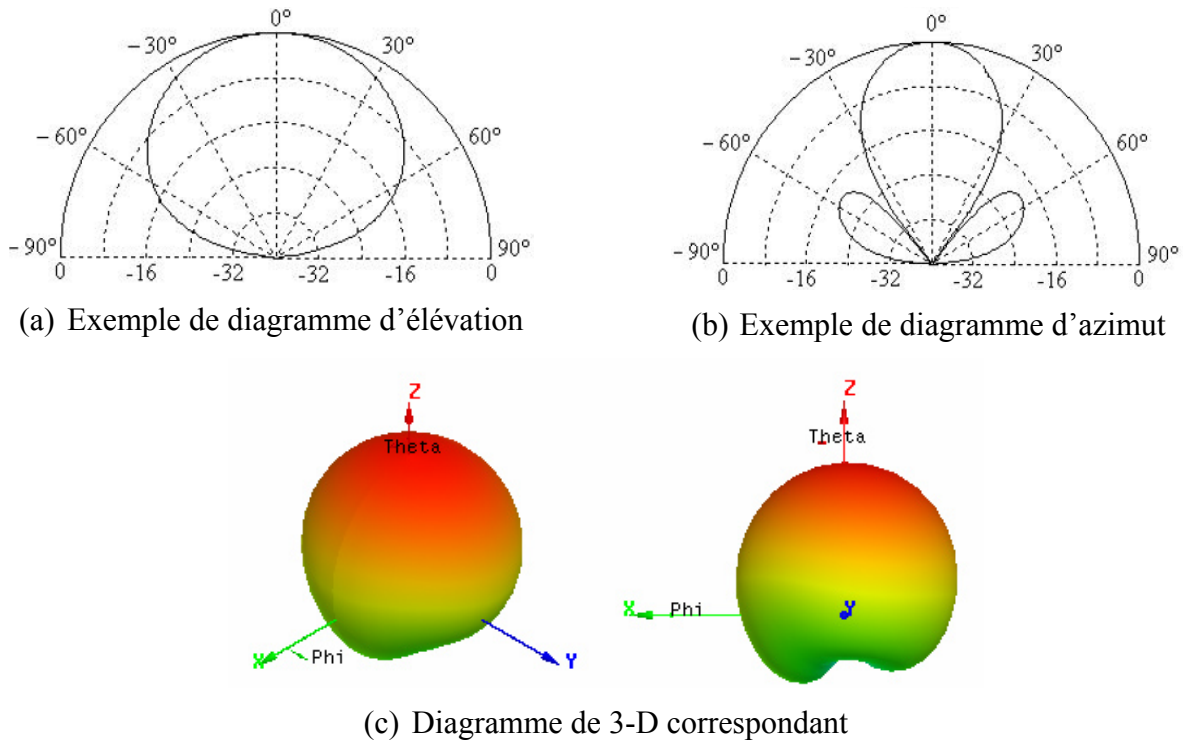 0° 0°
−30° 30° −30° 30°
−60° 60° −60° 60°
−90° 90° −90° 90°
0 -16 -32 -32 -16 0 0 -16 -32 -32 -16 0
(a) Exemple de diagramme d’élévation
(b) Exemple de diagramme d’azimut
Z Z
Theta Theta
X Phi Y
X Phi Y
(c) Diagramme de 3-D correspondant